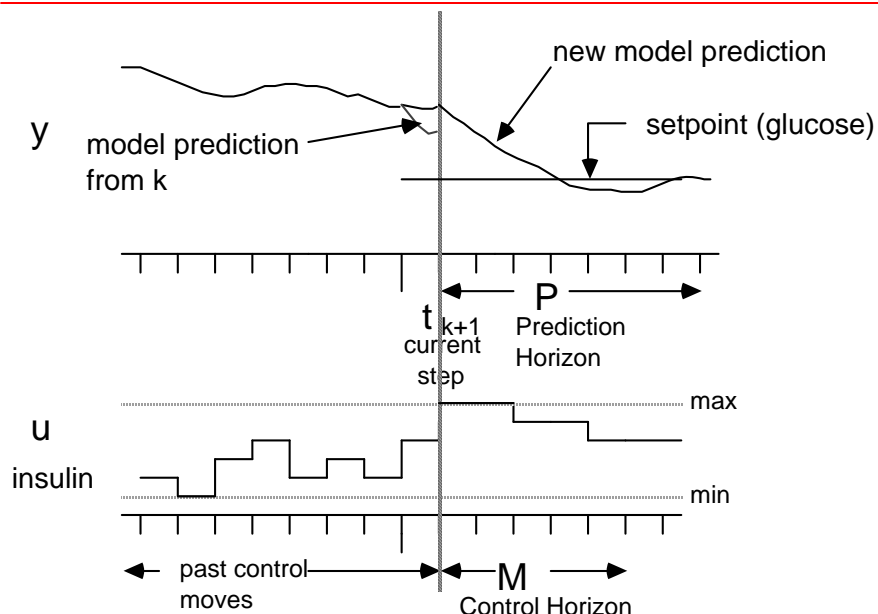 new model prediction
setpoint (glucose)
y
model prediction
from k
P
t k+1
Prediction
Horizon
current
step
max
u
insulin
min
past control
moves
M
Control Horizon